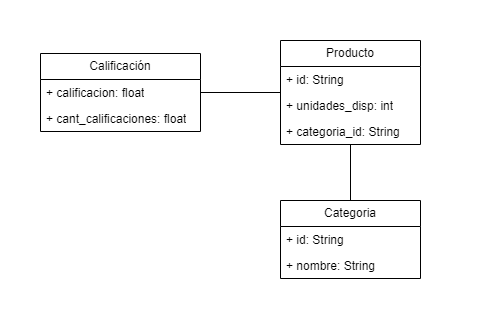 Calificación
+ calificacion: float
+ cant_calificaciones: float
Producto
+ id: String
+ unidades_disp: int
+ categoria_id: String
Categoria
+ id: String
+ nombre: String